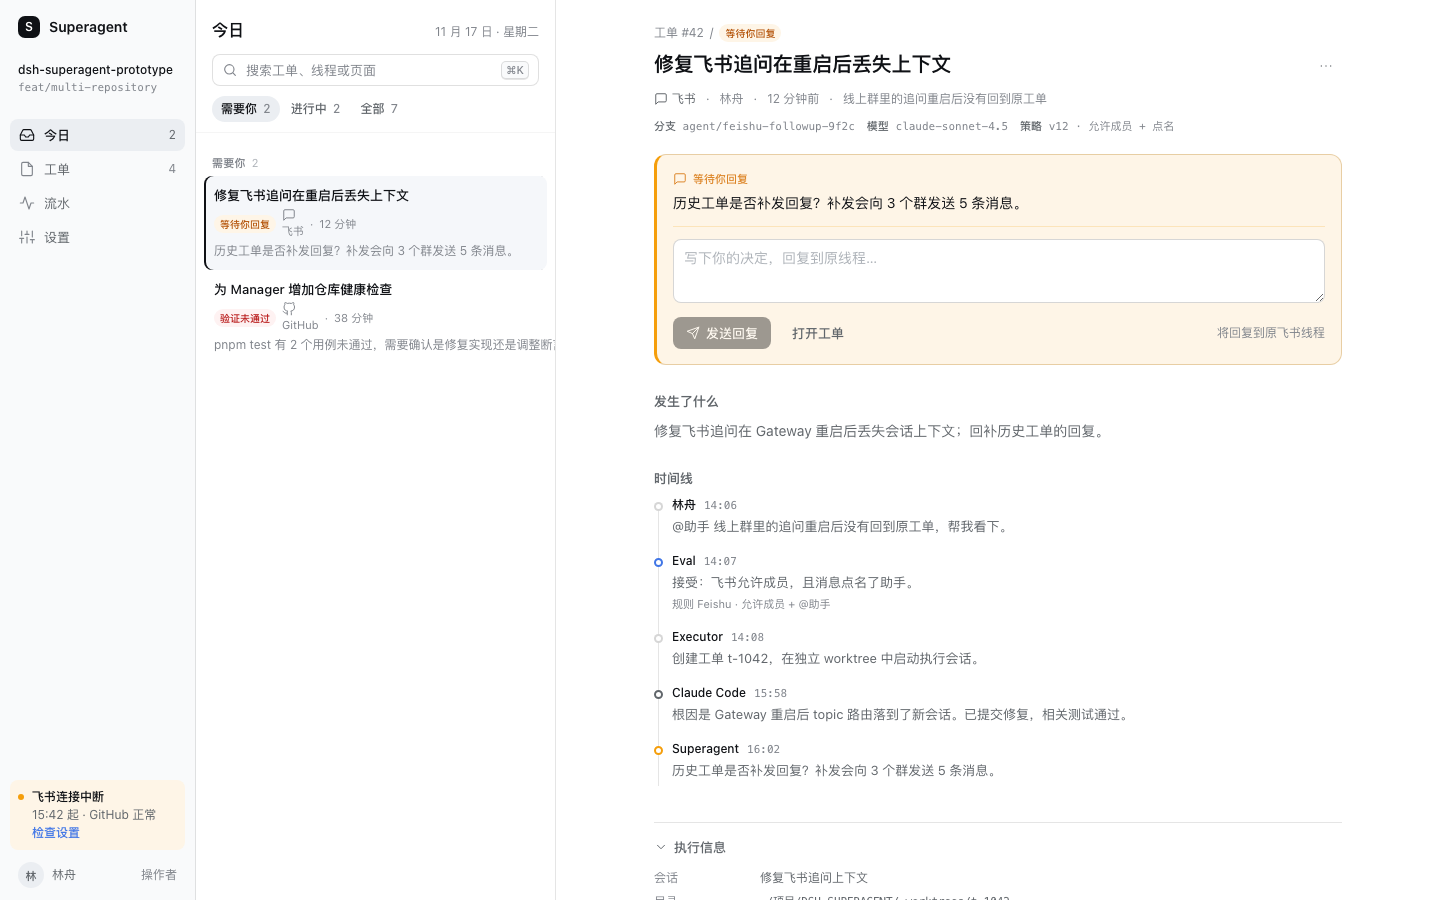 S Superagent
dsh-superagent-prototype
feat/multi-repository
今日 2
工单 4
流水
设置
飞书连接中断
15:42 起 · GitHub 正常
检查设置
林 林舟 操作者
今日 11 月 17 日 · 星期二
搜索工单、线程或页面 ⌘K
需要你 2 进行中 2 全部 7
需要你 2
修复飞书追问在重启后丢失上下文
等待你回复 飞书 · 12 分钟
历史工单是否补发回复？补发会向 3 个群发送 5 条消息。
为 Manager 增加仓库健康检查
验证未通过 GitHub · 38 分钟
pnpm test 有 2 个用例未通过，需要确认是修复实现还是调整断
工单 #42 / 等待你回复
修复飞书追问在重启后丢失上下文 ...
飞书 · 林舟 · 12 分钟前 · 线上群里的追问重启后没有回到原工单
分支 agent/feishu-followup-9f2c 模型 claude-sonnet-4.5 策略 v12 · 允许成员 + 点名
等待你回复
历史工单是否补发回复？补发会向 3 个群发送 5 条消息。
写下你的决定，回复到原线程…
发送回复 打开工单 将回复到原飞书线程
发生了什么
修复飞书追问在 Gateway 重启后丢失会话上下文；回补历史工单的回复。
时间线
林舟 14:06
@助手 线上群里的追问重启后没有回到原工单，帮我看下。
Eval 14:07
接受：飞书允许成员，且消息点名了助手。
规则 Feishu · 允许成员 + @助手
Executor 14:08
创建工单 t-1042，在独立 worktree 中启动执行会话。
Claude Code 15:58
根因是 Gateway 重启后 topic 路由落到了新会话。已提交修复，相关测试通过。
Superagent 16:02
历史工单是否补发回复？补发会向 3 个群发送 5 条消息。
执行信息
会话 修复飞书追问上下文